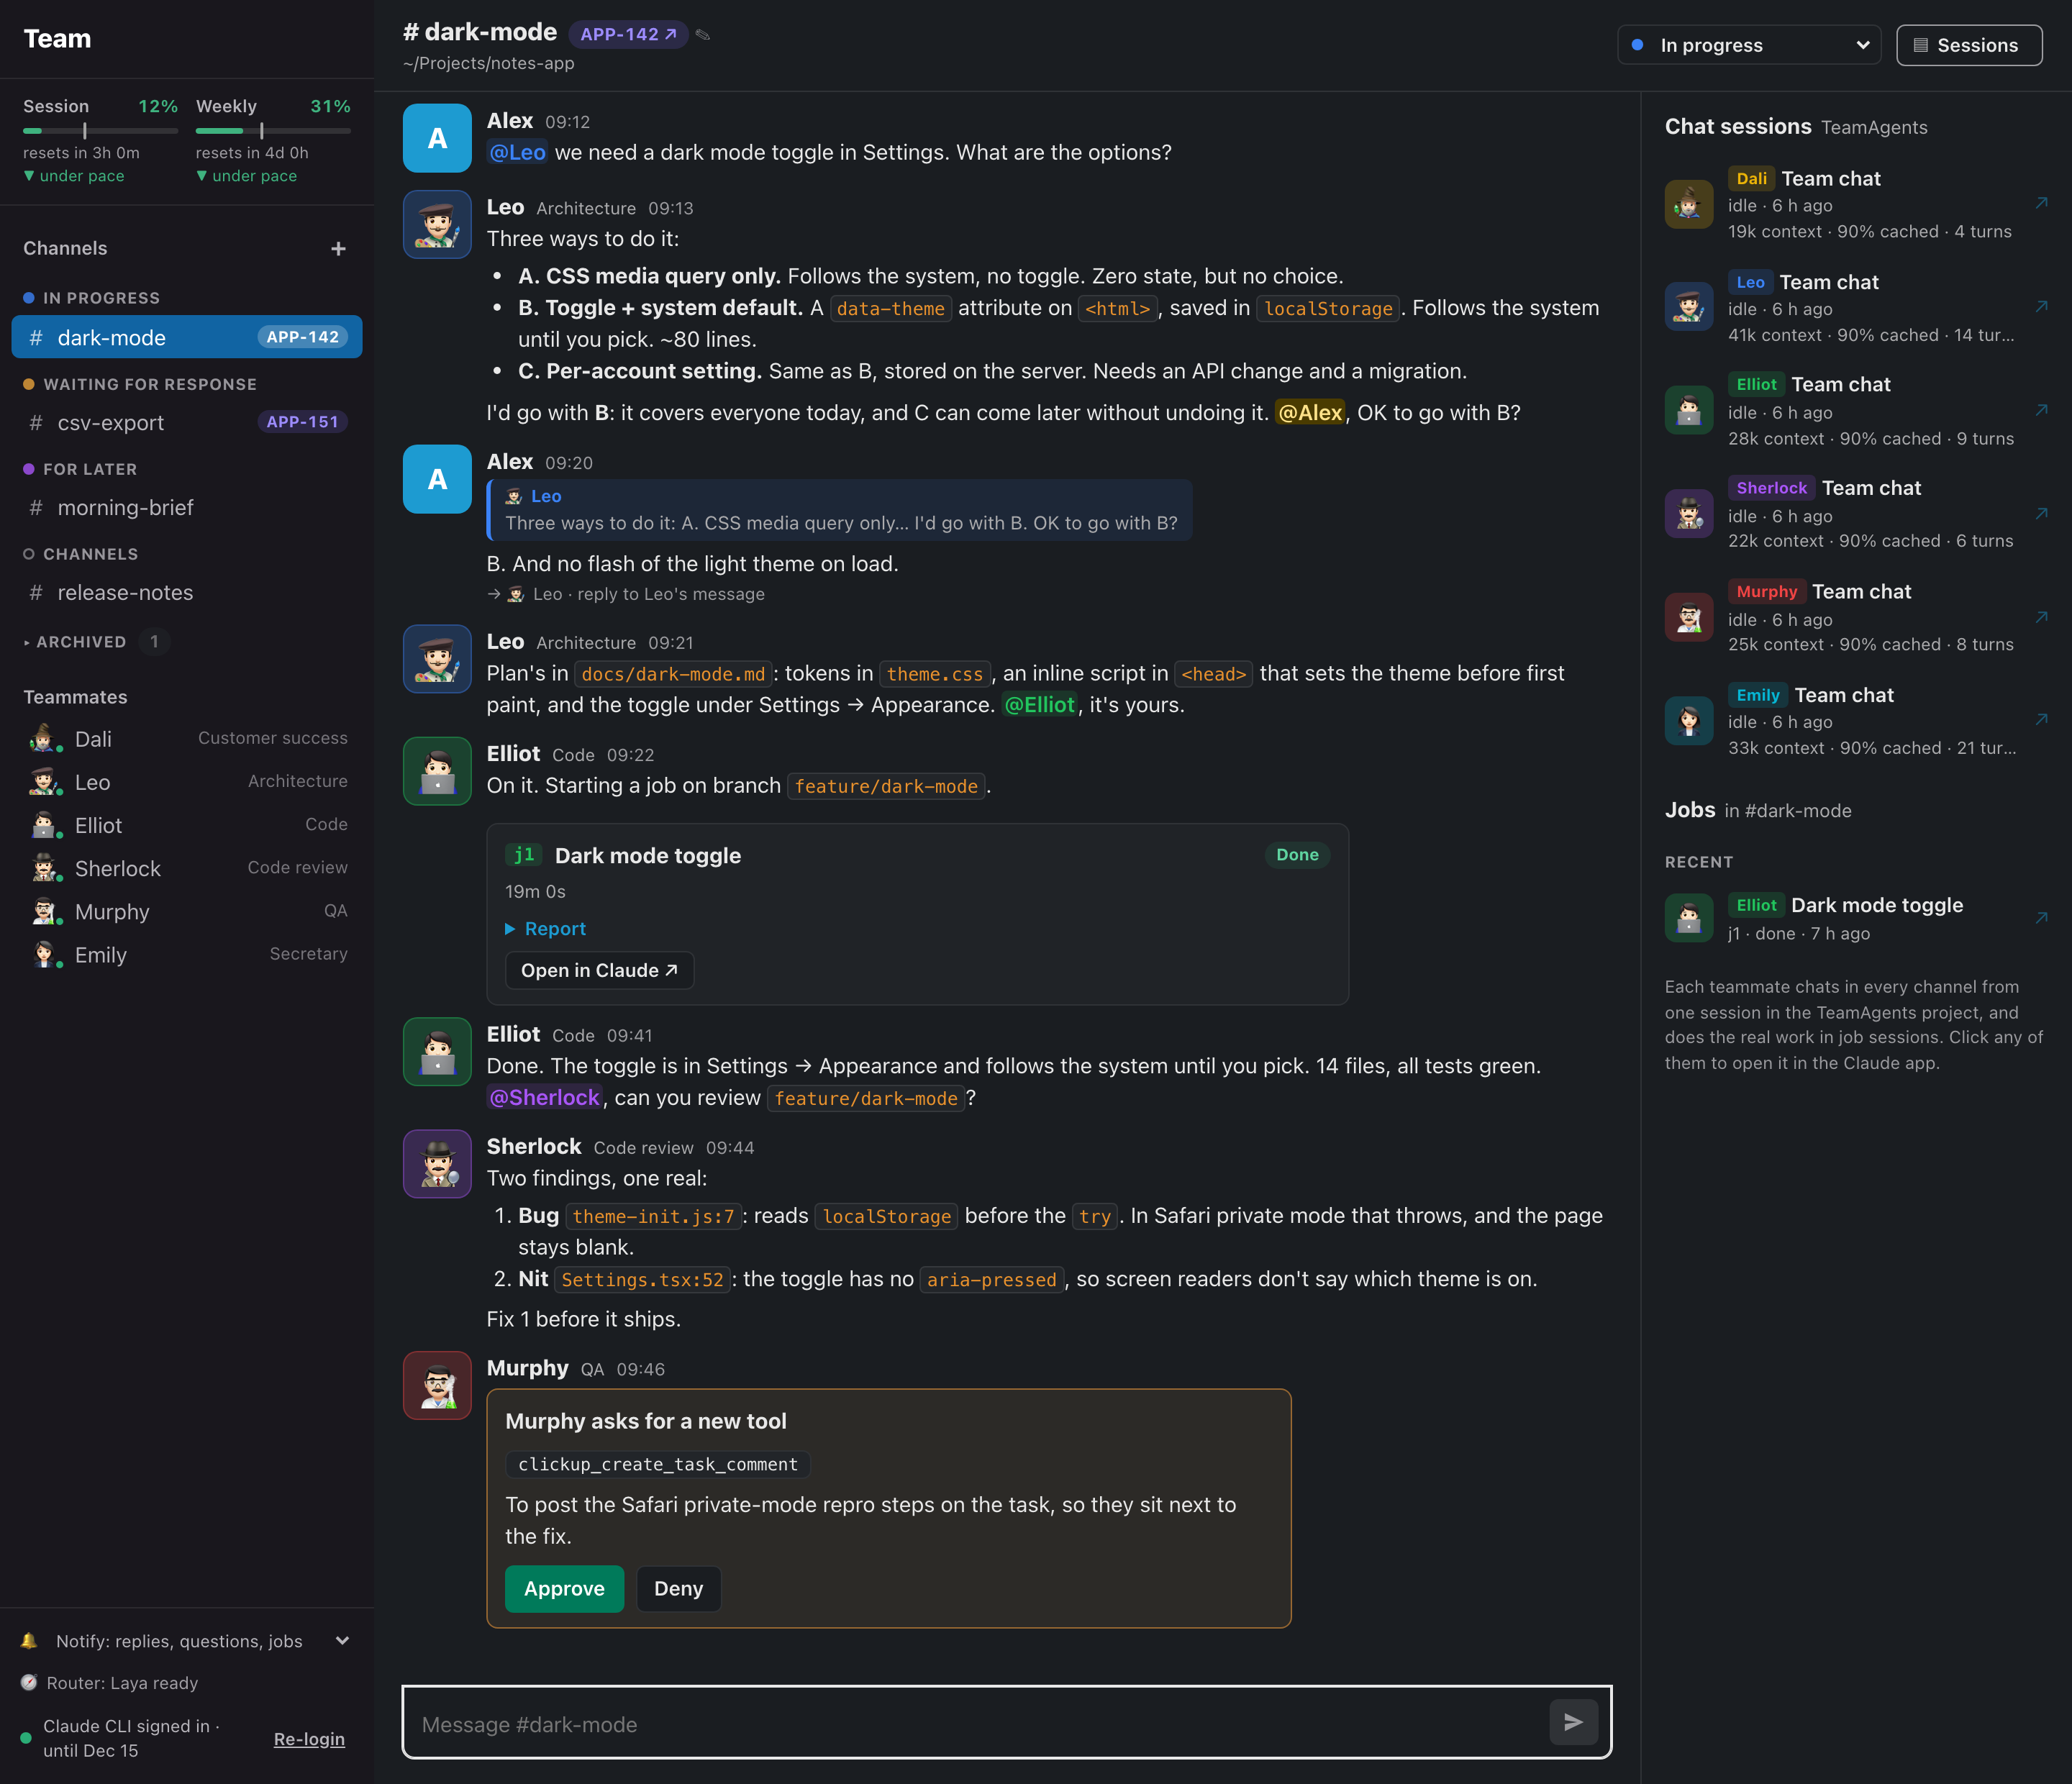 Team
Session 12%
resets in 3h 0m
▼ under pace
Weekly 31%
resets in 4d 0h
▼ under pace
Channels +
IN PROGRESS
# dark-mode APP-142
WAITING FOR RESPONSE
# csv-export APP-151
FOR LATER
# morning-brief
CHANNELS
# release-notes
▸ ARCHIVED 1
Teammates
Dali Customer success
Leo Architecture
Elliot Code
Sherlock Code review
Murphy QA
Emily Secretary
Notify: replies, questions, jobs
Router: Laya ready
Claude CLI signed in ·
until Dec 15
Re-login
# dark-mode APP-142 ↗
~/Projects/notes-app
In progress
Sessions
A
Alex 09:12
@Leo we need a dark mode toggle in Settings. What are the options?
Leo Architecture 09:13
Three ways to do it:
• A. CSS media query only. Follows the system, no toggle. Zero state, but no choice.
• B. Toggle + system default. A data-theme attribute on <html>, saved in localStorage. Follows the system
until you pick. ~80 lines.
• C. Per-account setting. Same as B, stored on the server. Needs an API change and a migration.
I'd go with B: it covers everyone today, and C can come later without undoing it. @Alex, OK to go with B?
A
Alex 09:20
Leo
Three ways to do it: A. CSS media query only... I'd go with B. OK to go with B?
B. And no flash of the light theme on load.
→ Leo · reply to Leo's message
Leo Architecture 09:21
Plan's in docs/dark-mode.md: tokens in theme.css, an inline script in <head> that sets the theme before first
paint, and the toggle under Settings → Appearance. @Elliot, it's yours.
Elliot Code 09:22
On it. Starting a job on branch feature/dark-mode.
j1 Dark mode toggle Done
19m 0s
▶ Report
Open in Claude ↗
Elliot Code 09:41
Done. The toggle is in Settings → Appearance and follows the system until you pick. 14 files, all tests green.
@Sherlock, can you review feature/dark-mode?
Sherlock Code review 09:44
Two findings, one real:
1. Bug theme-init.js:7: reads localStorage before the try. In Safari private mode that throws, and the page
stays blank.
2. Nit Settings.tsx:52: the toggle has no aria-pressed, so screen readers don't say which theme is on.
Fix 1 before it ships.
Murphy QA 09:46
Murphy asks for a new tool
clickup_create_task_comment
To post the Safari private-mode repro steps on the task, so they sit next to
the fix.
Approve Deny
Message #dark-mode
Chat sessions TeamAgents
Dali Team chat
idle · 6 h ago
19k context · 90% cached · 4 turns
Leo Team chat
idle · 6 h ago
41k context · 90% cached · 14 tur...
Elliot Team chat
idle · 6 h ago
28k context · 90% cached · 9 turns
Sherlock Team chat
idle · 6 h ago
22k context · 90% cached · 6 turns
Murphy Team chat
idle · 6 h ago
25k context · 90% cached · 8 turns
Emily Team chat
idle · 6 h ago
33k context · 90% cached · 21 tur...
Jobs in #dark-mode
RECENT
Elliot Dark mode toggle
j1 · done · 7 h ago
Each teammate chats in every channel from
one session in the TeamAgents project, and
does the real work in job sessions. Click any of
them to open it in the Claude app.